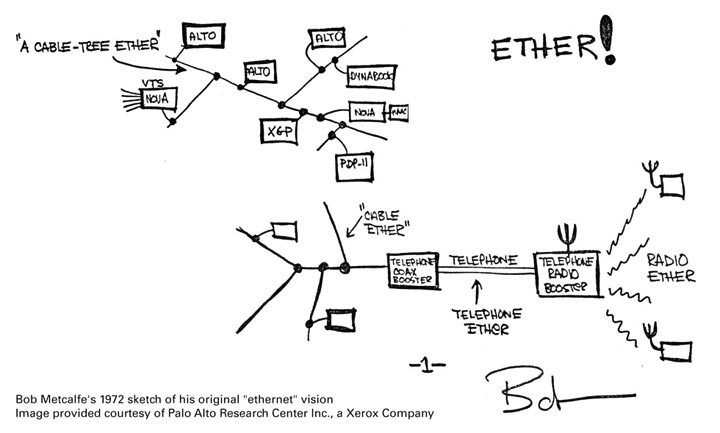 "A CABLE-TREE ETHER"
ALTO
ALTO
ETHER!
ALTO
DYNABOOK
VTS
NOVA
XGP
NOVA
PDP-11
"CABLE
ETHER"
TELEPHONE
COAX
BOOSTER
TELEPHONE
TELEPHONE
ETHER
TELEPHONE
RADIO
BOOSTER
RADIO
ETHER
-1-
Bob
Bob Metcalfe's 1972 sketch of his original "ethernet" vision
Image provided courtesy of Palo Alto Research Center Inc., a Xerox Company